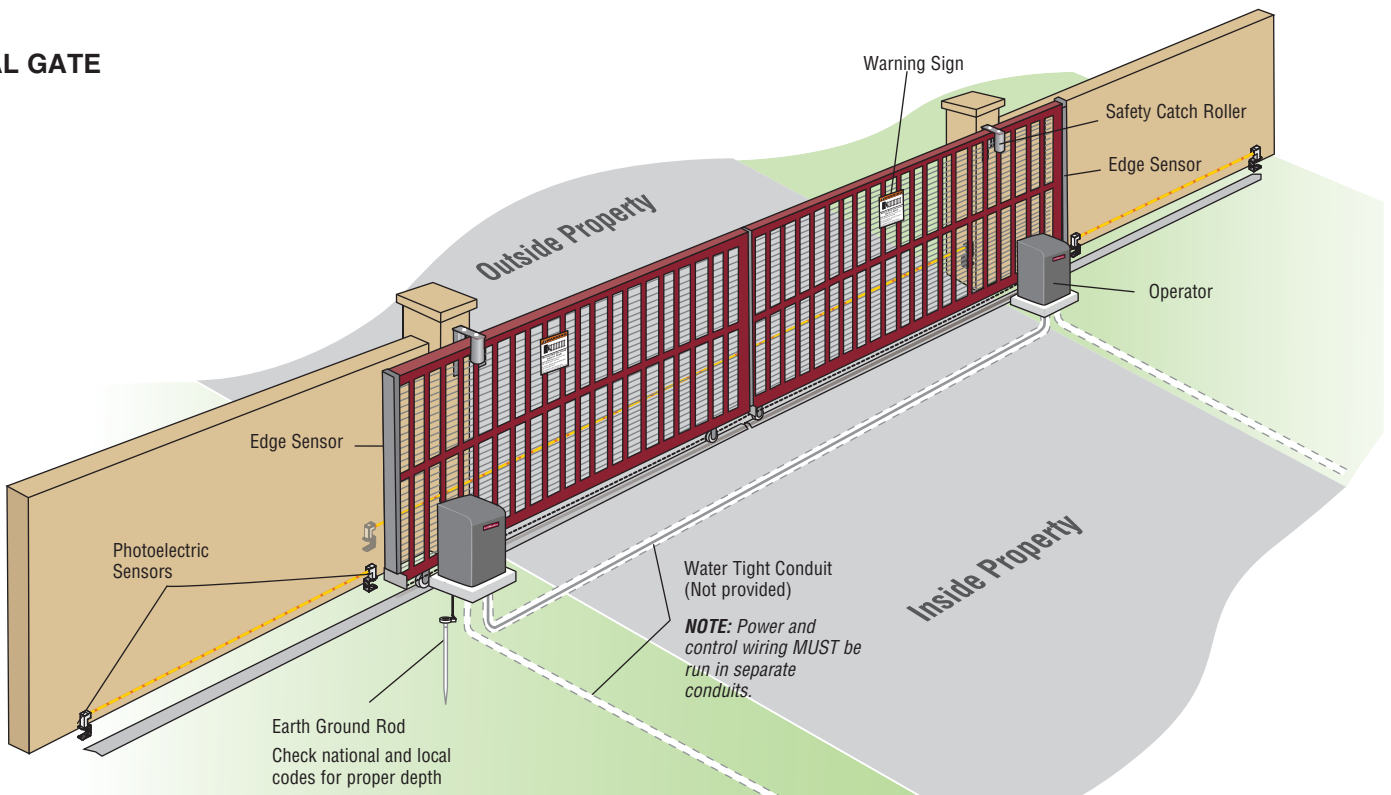 AL GATE
Warning Sign
Safety Catch Roller
Edge Sensor
Outside Property
Operator
Edge Sensor
Photoelectric
Sensors
Water Tight Conduit
(Not provided)
NOTE: Power and
control wiring MUST be
run in separate
conduits.
Inside Property
Earth Ground Rod
Check national and local
codes for proper depth